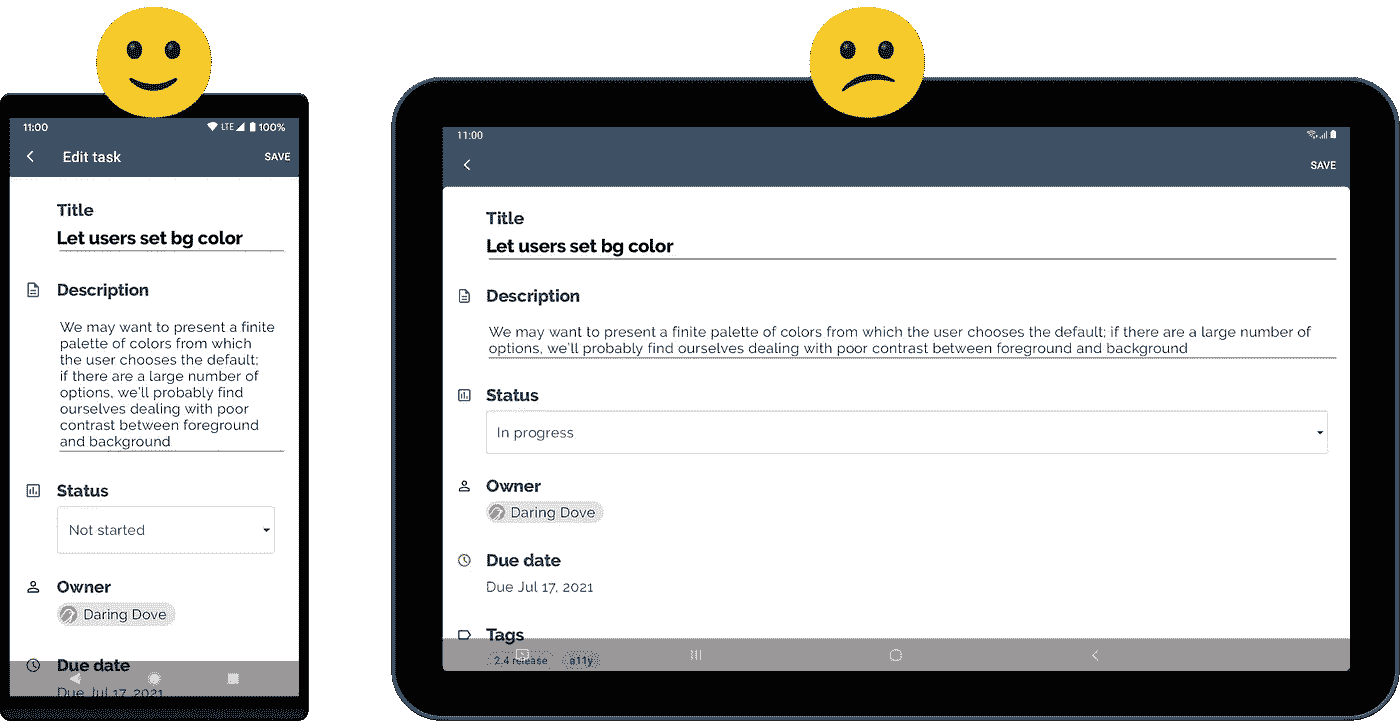 11:00
LTE 100%
Edit task
SAVE
Title
Let users set bg color
Description
We may want to present a finite
palette of colors from which
the user chooses the default;
if there are a large number of
options, we'll probably find
ourselves dealing with poor
contrast between foreground
and background
Status
Not started
Owner
Daring Dove
Due date
Due Jul 17, 2021
11:00
SAVE
Title
Let users set bg color
Description
We may want to present a finite palette of colors from which the user chooses the default; if there are a large number of
options, we'll probably find ourselves dealing with poor contrast between foreground and background
Status
In progress
Owner
Daring Dove
Due date
Due Jul 17, 2021
Tags
2.4 release a11y